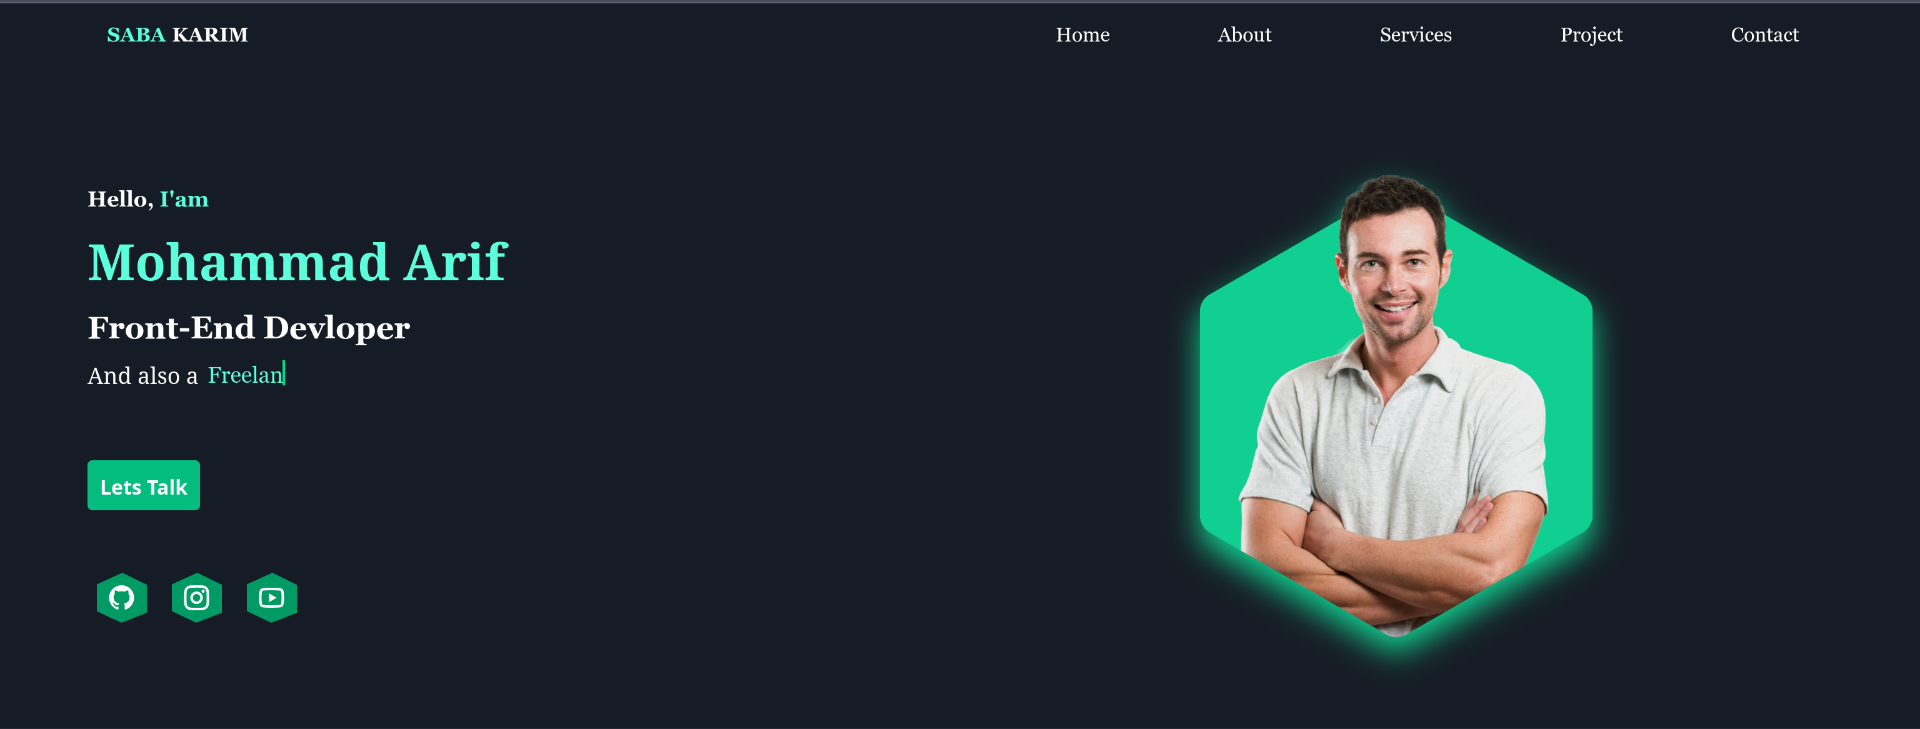 SABA KARIM
Home About Services Project Contact
Hello, I'am
Mohammad Arif
Front-End Devloper
And also a Freelan
Lets Talk